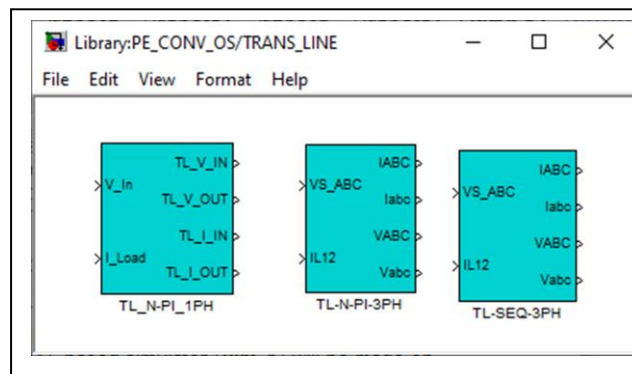 Library:PE_CONV_OS/TRANS_LINE
File Edit View Format Help
V_In
I_Load
TL_V_IN
TL_V_OUT
TL_I_IN
TL_I_OUT
TL_N-PI_1PH
VS_ABC
IL12
IABC
Iabc
VABC
Vabc
TL-N-PI-3PH
VS_ABC
IL12
IABC
Iabc
VABC
Vabc
TL-SEQ-3PH